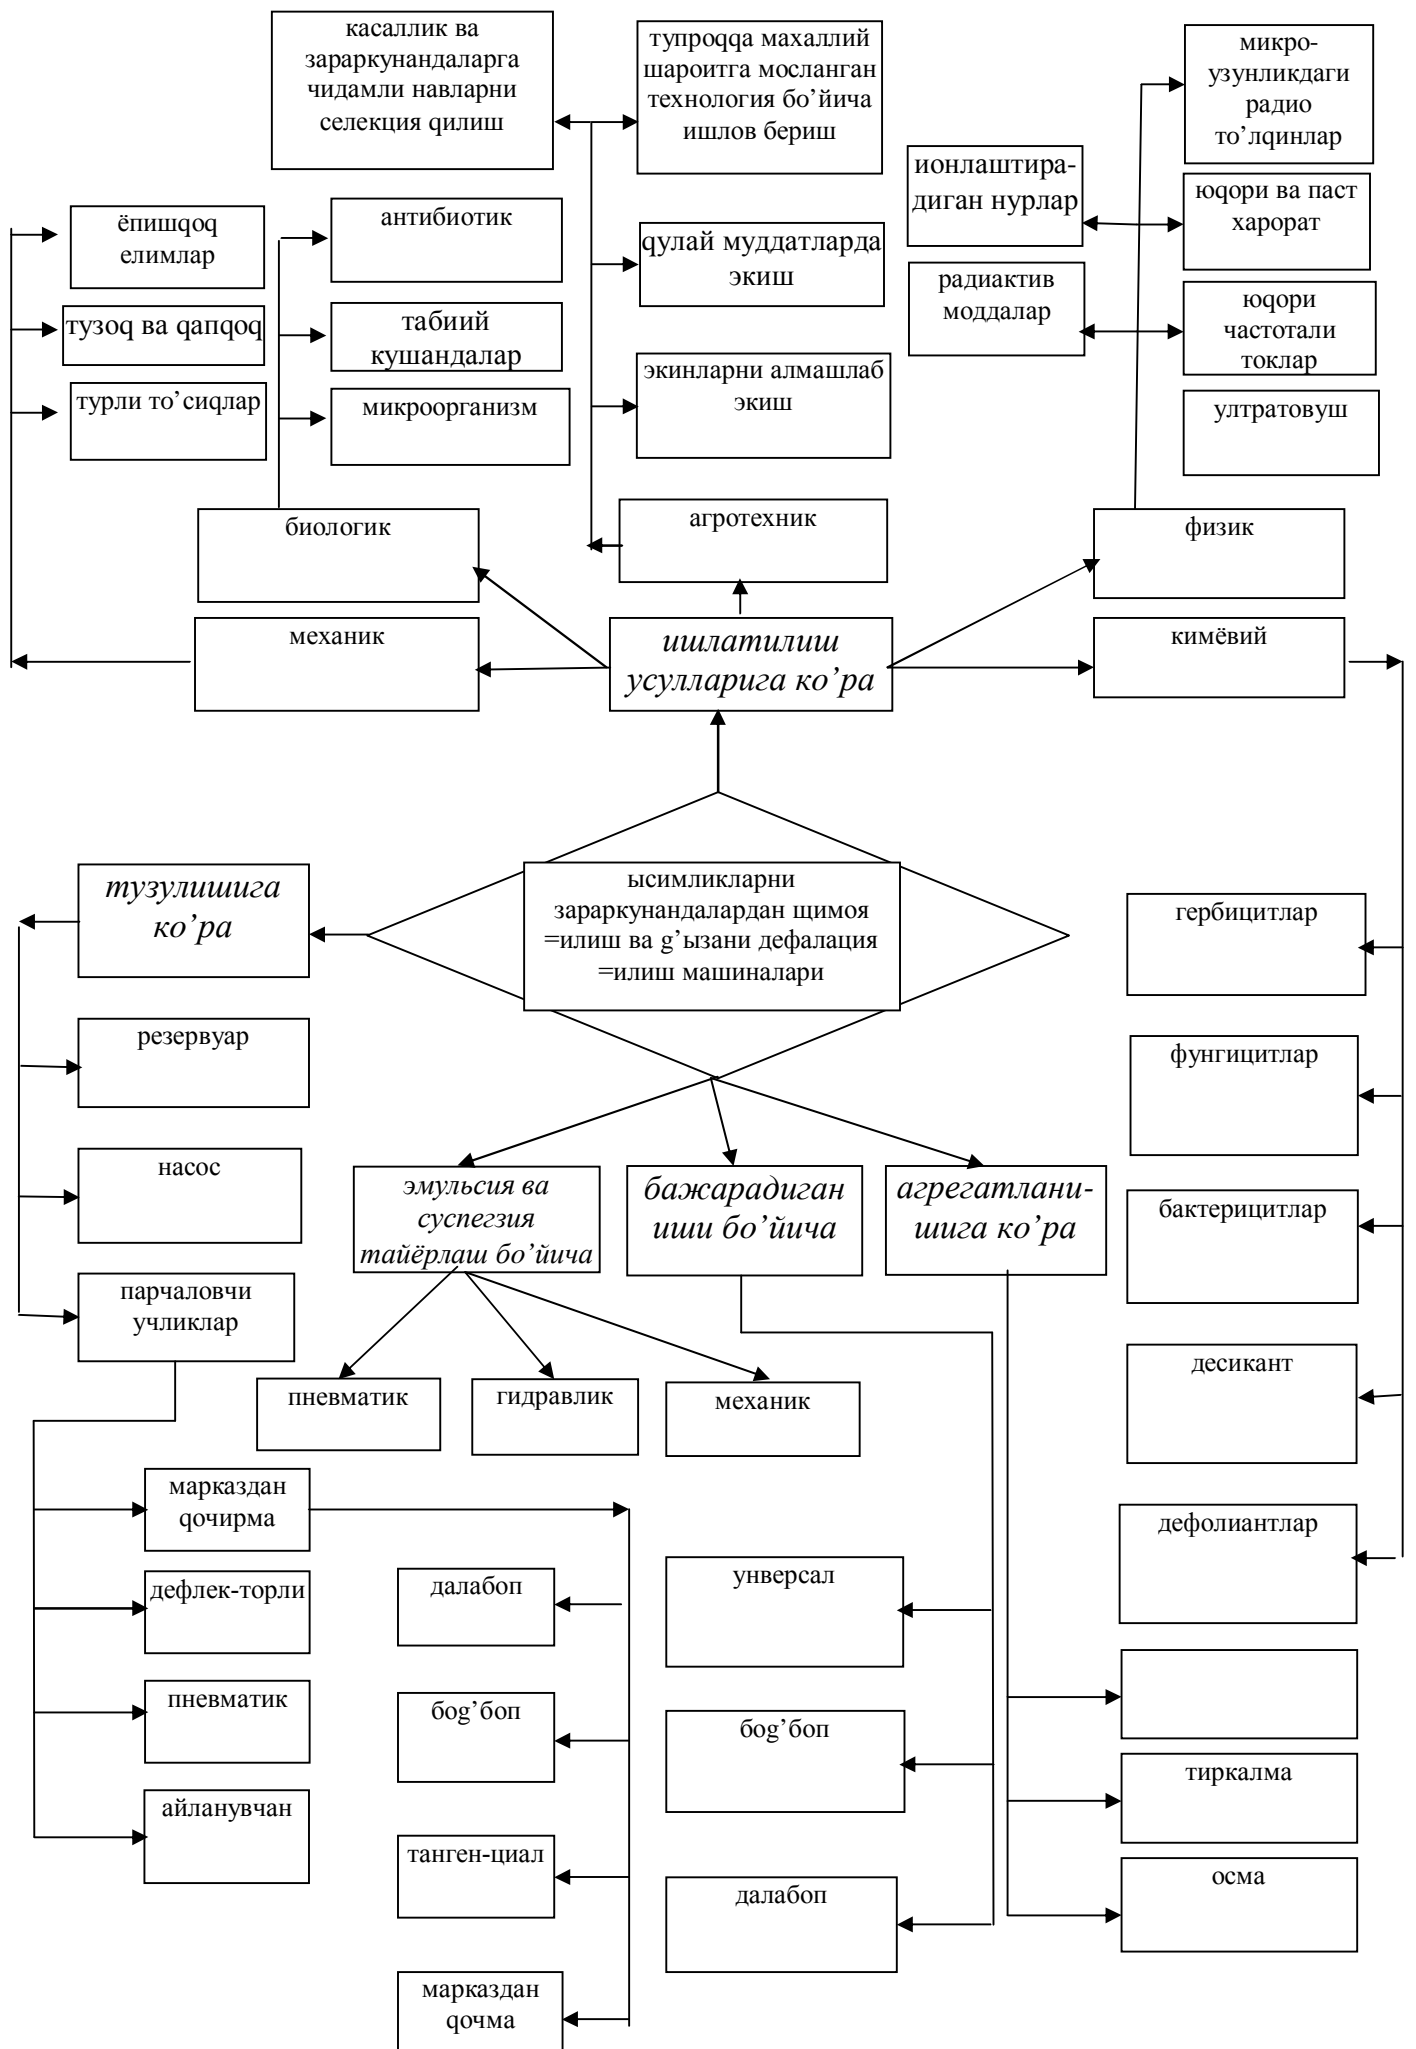 касаллик ва
зараркунандаларга
чидамли навларни
селекция qилиш
тупроqqа махаллий
шароитга мосланган
технология бо’йича
ишлов бериш
микро-
узунликдаги
радио
то’лqинлар
ионлаштира-
диган нурлар
юqори ва паст
харорат
ёпишqоq
елимлар
антибиотик
qулай муддатларда
экиш
радиактив
моддалар
юqори
частотали
токлар
тузоq ва qапqоq
табиий
кушандалар
экинларни алмашлаб
экиш
турли то’сиqлар
микроорганизм
ултратовуш
биологик
агротехник
физик
механик
ишлатилиш
усулларига ко’ра
кимёвий
тузулишига
ко’ра
ысимликларни
зараркунандалардан щимоя
=илиш ва g’ызани дефалация
=илиш машиналари
гербицитлар
резервуар
фунгицитлар
насос
эмульсия ва
суспегзия
тайёрлаш бо’йича
бажарадиган
иши бо’йича
агрегатлани-
шига ко’ра
бактерицитлар
парчаловчи
учликлар
десикант
пневматик
гидравлик
механик
марказдан
qочирма
дефолиантлар
дефлек-торли
далабоп
унверсал
пневматик
боg’боп
боg’боп
тиркалма
айланувчан
танген-циал
далабоп
осма
марказдан
qочма